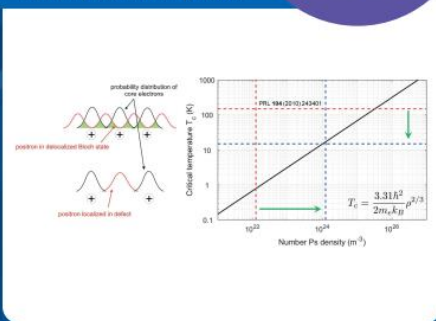 probability distribution of
core electrons
+ + +
positron in delocalized Bloch state
+ +
positron localized in defect
Critical temperature T_c (K)
1000
100
10
1
0.1
PRL 104 (2010) 243401
T_c = 3.31ℏ² / 2m_e k_B ρ^{2/3}
10^22 10^24 10^26
Number Ps density (m^-3)